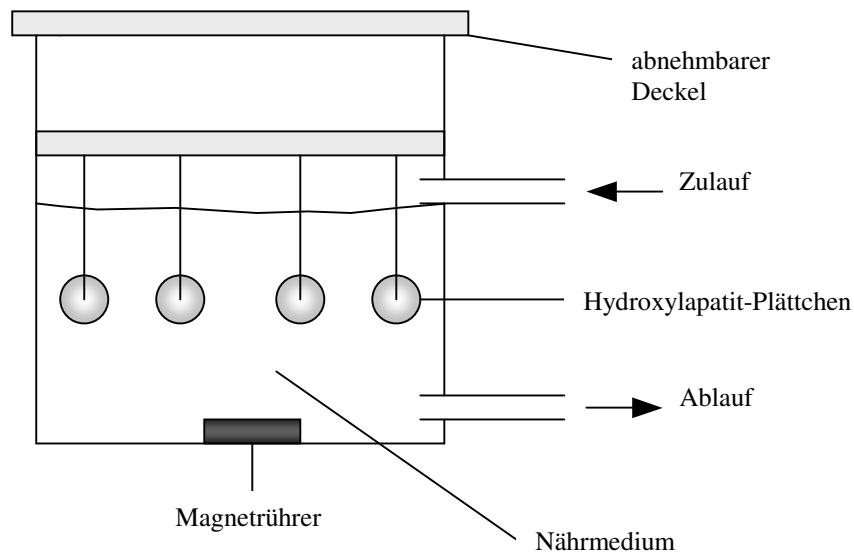 abnehmbarer
Deckel
Zulauf
Hydroxylapatit-Plättchen
Ablauf
Magnetrührer
Nährmedium